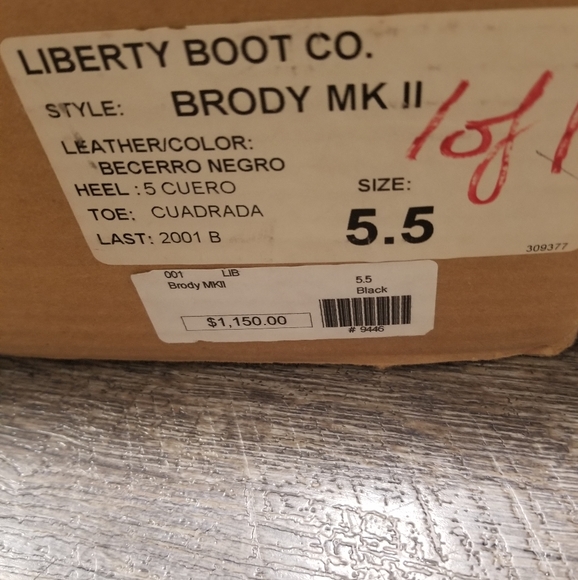 LIBERTY BOOT CO.
STYLE: BRODY MK II
1 of 1
LEATHER/COLOR:
BECERRO NEGRO
HEEL : 5 CUERO
SIZE:
TOE: CUADRADA
5.5
LAST: 2001 B
309377
001 LIB 5.5
Brody MKII Black
$1,150.00
# 9446